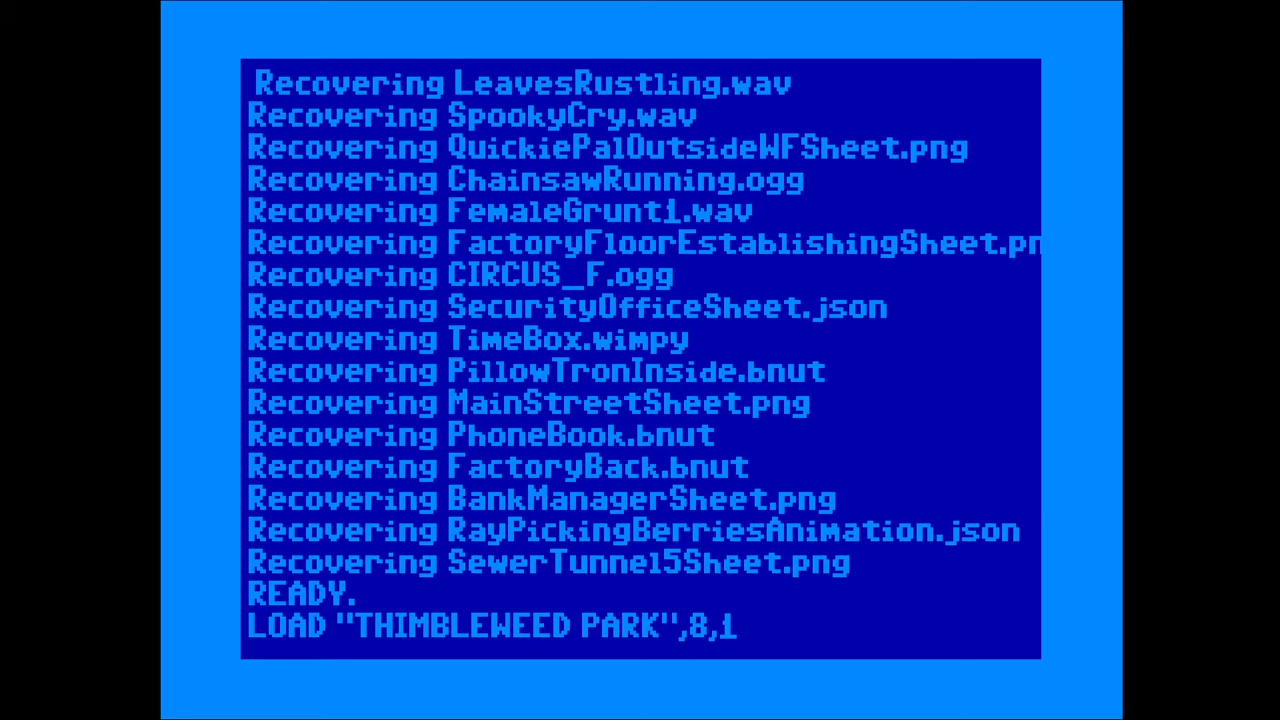 Recovering LeavesRustling.wav
Recovering SpookyCry.wav
Recovering QuickiePalOutsideWFSheet.png
Recovering ChainsawRunning.ogg
Recovering FemaleGrunt1.wav
Recovering FactoryFloorEstablishingSheet.pn
Recovering CIRCUS_F.ogg
Recovering SecurityOfficeSheet.json
Recovering TimeBox.wimpy
Recovering PillowTronInside.bnut
Recovering MainStreetSheet.png
Recovering PhoneBook.bnut
Recovering FactoryBack.bnut
Recovering BankManagerSheet.png
Recovering RayPickingBerriesAnimation.json
Recovering SewerTunnel5Sheet.png
READY.
LOAD "THIMBLEWEED PARK",8,1